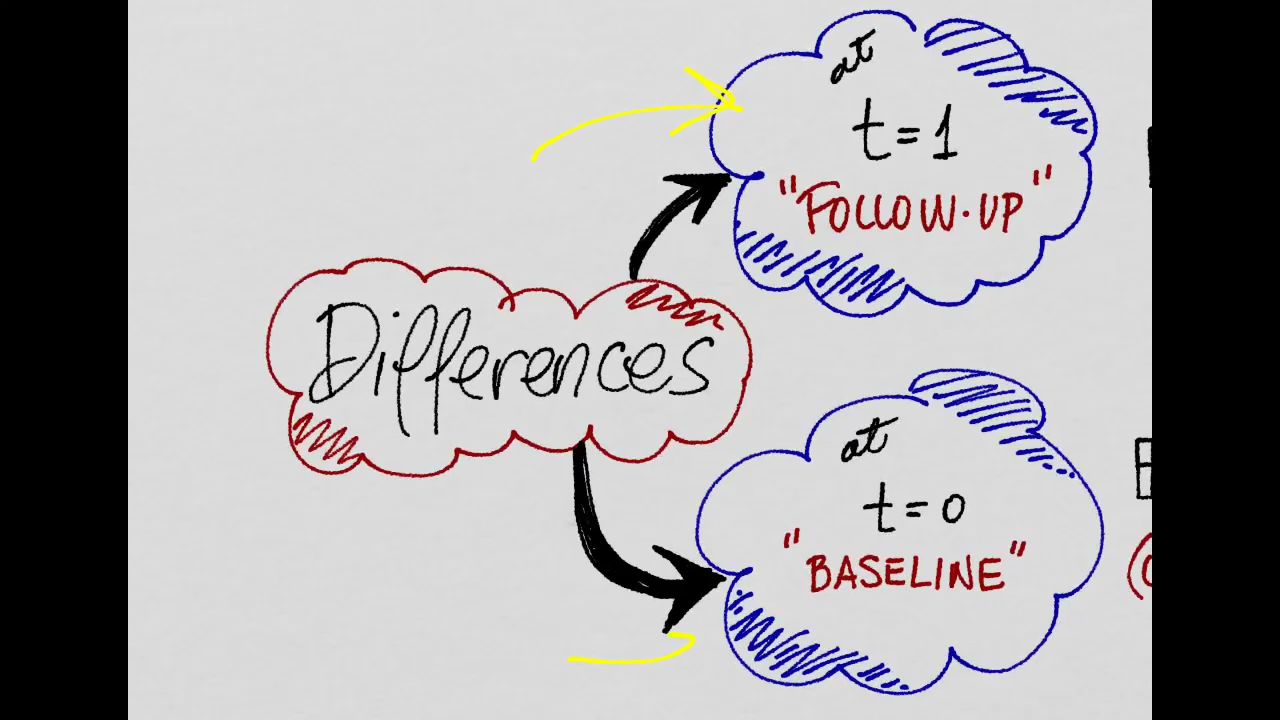 at
t=1
"FOLLOW-UP"
Differences
at
t=0
"BASELINE"